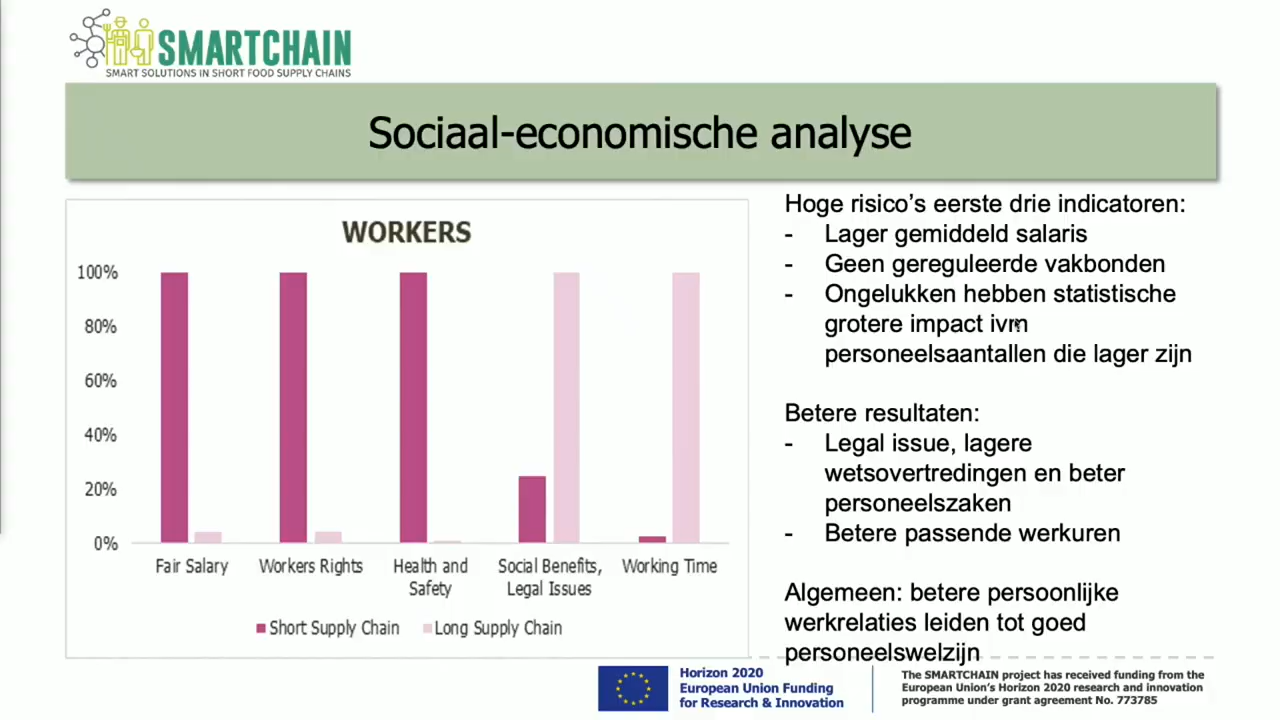 SMARTCHAIN
SMART SOLUTIONS IN SHORT FOOD SUPPLY CHAINS
Sociaal-economische analyse
WORKERS
100%
80%
60%
40%
20%
0%
Fair Salary
Workers Rights
Health and
Safety
Social Benefits,
Legal Issues
Working Time
Short Supply Chain
Long Supply Chain
Hoge risico's eerste drie indicatoren:
- Lager gemiddeld salaris
- Geen gereguleerde vakbonden
- Ongelukken hebben statistische
grotere impact ivm
personeelsaantallen die lager zijn
Betere resultaten:
- Legal issue, lagere
wetsovertredingen en beter
personeelszaken
- Betere passende werkuren
Algemeen: betere persoonlijke
werkrelaties leiden tot goed
personeelswelzijn
Horizon 2020
European Union Funding
for Research & Innovation
The SMARTCHAIN project has received funding from the
European Union's Horizon 2020 research and innovation
programme under grant agreement No. 773785